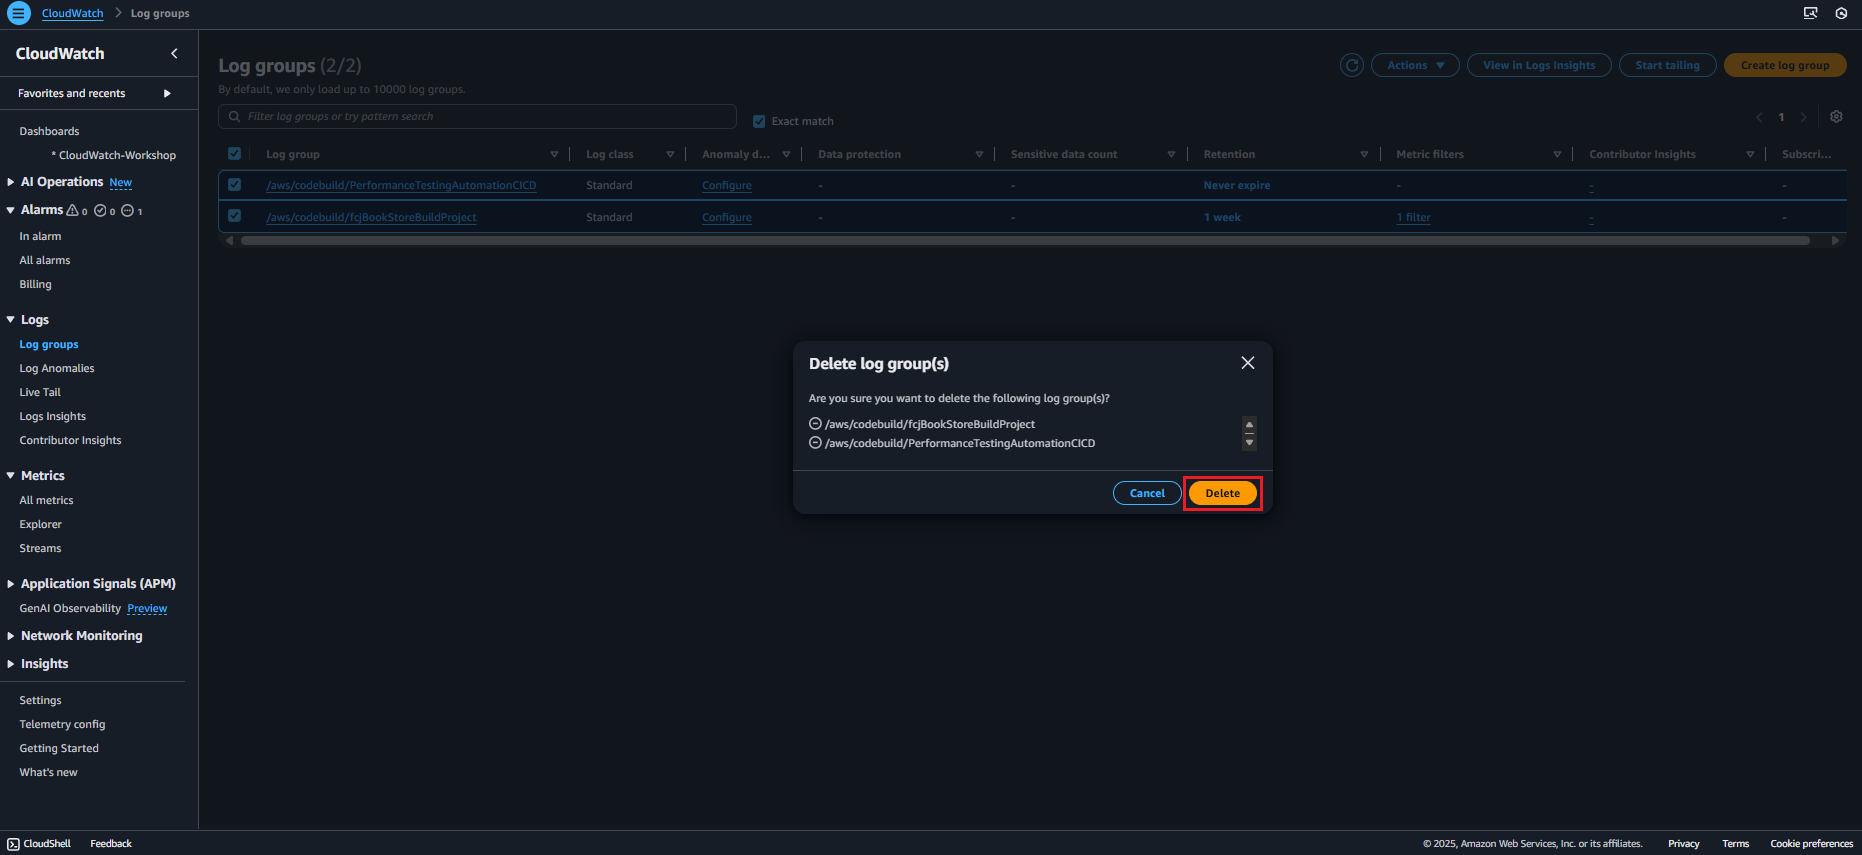 CloudWatch > Log groups
CloudWatch
Favorites and recents
Dashboards
* CloudWatch-Workshop
AI Operations New
Alarms 0 0 1
In alarm
All alarms
Billing
Logs
Log groups
Log Anomalies
Live Tail
Logs Insights
Contributor Insights
Metrics
All metrics
Explorer
Streams
Application Signals (APM)
GenAI Observability Preview
Network Monitoring
Insights
Settings
Telemetry config
Getting Started
What's new
Log groups (2/2)
Actions View in Logs Insights Start tailing Create log group
By default, we only load up to 10000 log groups.
Filter log groups or try pattern search Exact match 1
Log group Log class Anomaly d... Data protection Sensitive data count Retention Metric filters Contributor Insights Subscri...
/aws/codebuild/PerformanceTestingAutomationCICD Standard Configure - - Never expire - - -
/aws/codebuild/fcjBookStoreBuildProject Standard Configure - - 1 week 1 filter - -
Delete log group(s)
Are you sure you want to delete the following log group(s)?
/aws/codebuild/fcjBookStoreBuildProject
/aws/codebuild/PerformanceTestingAutomationCICD
Cancel Delete
CloudShell Feedback © 2025, Amazon Web Services, Inc. or its affiliates. Privacy Terms Cookie preferences